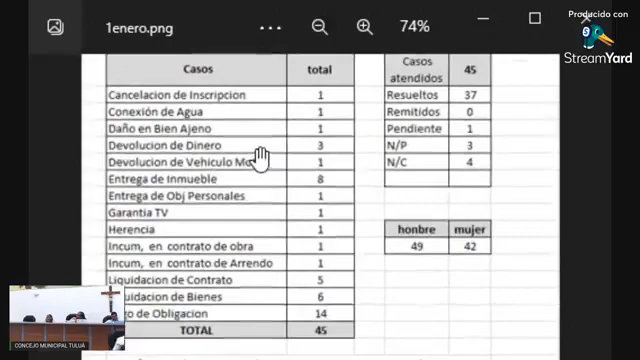 1enero.png
74%
Producido con
StreamYard
Casos total
Cancelacion de Inscripcion 1
Conexión de Agua 1
Daño en Bien Ajeno 1
Devolucion de Dinero 3
Devolucion de Vehiculo 1
Entrega de Inmueble 8
Entrega de Obj Personales 1
Garantia TV 1
Herencia 1
Incum, en contrato de obra 1
Incum, en contrato de Arrendo 1
Liquidacion de Contrato 5
uidacion de Bienes 6
go de Obligacion 14
TOTAL 45
Casos atendidos 45
Resueltos 37
Remitidos 0
Pendiente 1
N/P 3
N/C 4
honbre mujer
49 42
CONCEJO MUNICIPAL TULUÁ